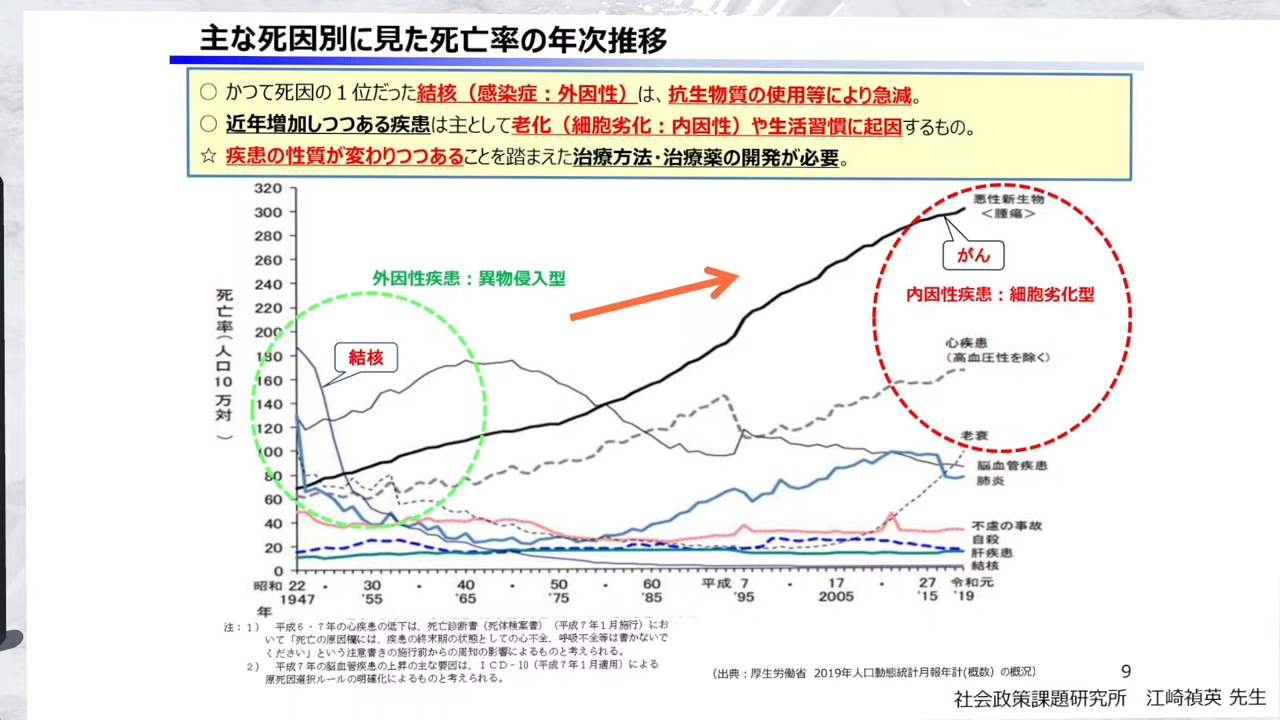 主な死因別に見た死亡率の年次推移
○ かつて死因の１位だった結核（感染症：外因性）は、抗生物質の使用等により急減。
○ 近年増加しつつある疾患は主として老化（細胞劣化：内因性）や生活習慣に起因するもの。
☆ 疾患の性質が変わりつつあることを踏まえた治療方法・治療薬の開発が必要。
320
300
280
260
240
220
200
180
160
140
120
100
80
60
40
20
0
死亡率（人口10万対）
外因性疾患：異物侵入型
結核
悪性新生物
＜腫瘍＞
がん
内因性疾患：細胞劣化型
心疾患
（高血圧性を除く）
老衰
脳血管疾患
肺炎
不慮の事故
自殺
肝疾患
結核
昭和 22 ・ 30 ・ 40 ・ 50 ・ 60 平成 7 ・ 17 ・ 27 令和元
1947 '55 '65 '75 '85 '95 2005 '15 '19
年
注：１） 平成６・７年の心疾患の低下は、死亡診断書（死体検案書）（平成７年１月施行）にお
いて「死亡の原因欄には、疾患の終末期の状態としての心不全、呼吸不全等は書かないで
ください」という注意書きの施行前からの周知の影響によるものと考えられる。
２） 平成７年の脳血管疾患の上昇の主な要因は、ＩＣＤ－10（平成７年１月適用）による
原死因選択ルールの明確化によるものと考えられる。
（出典：厚生労働省 2019年人口動態統計月報年計(概数）の概況）
9
社会政策課題研究所 江崎禎英 先生